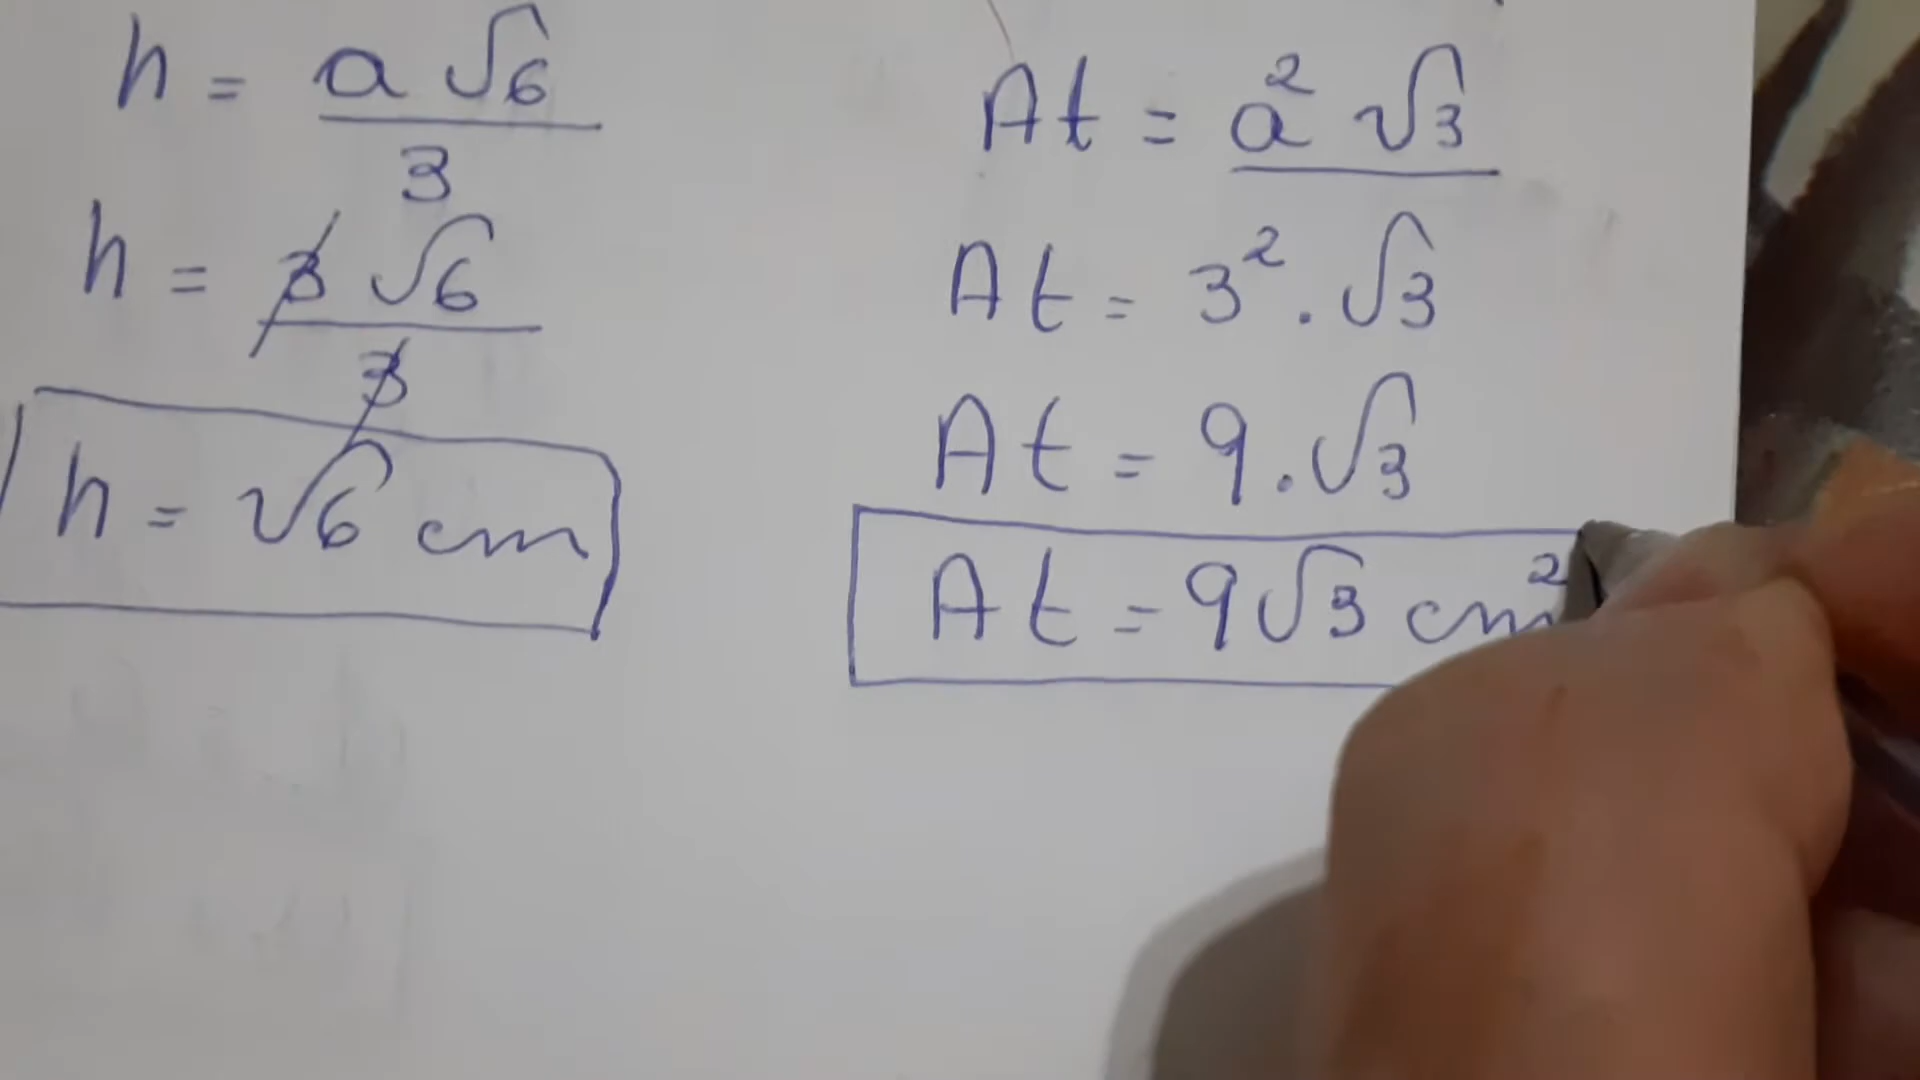 h = a √6 / 3
h = 3 √6 / 3
h = √6 cm
At = a² √3
At = 3² . √3
At = 9 . √3
At = 9√3 cm²